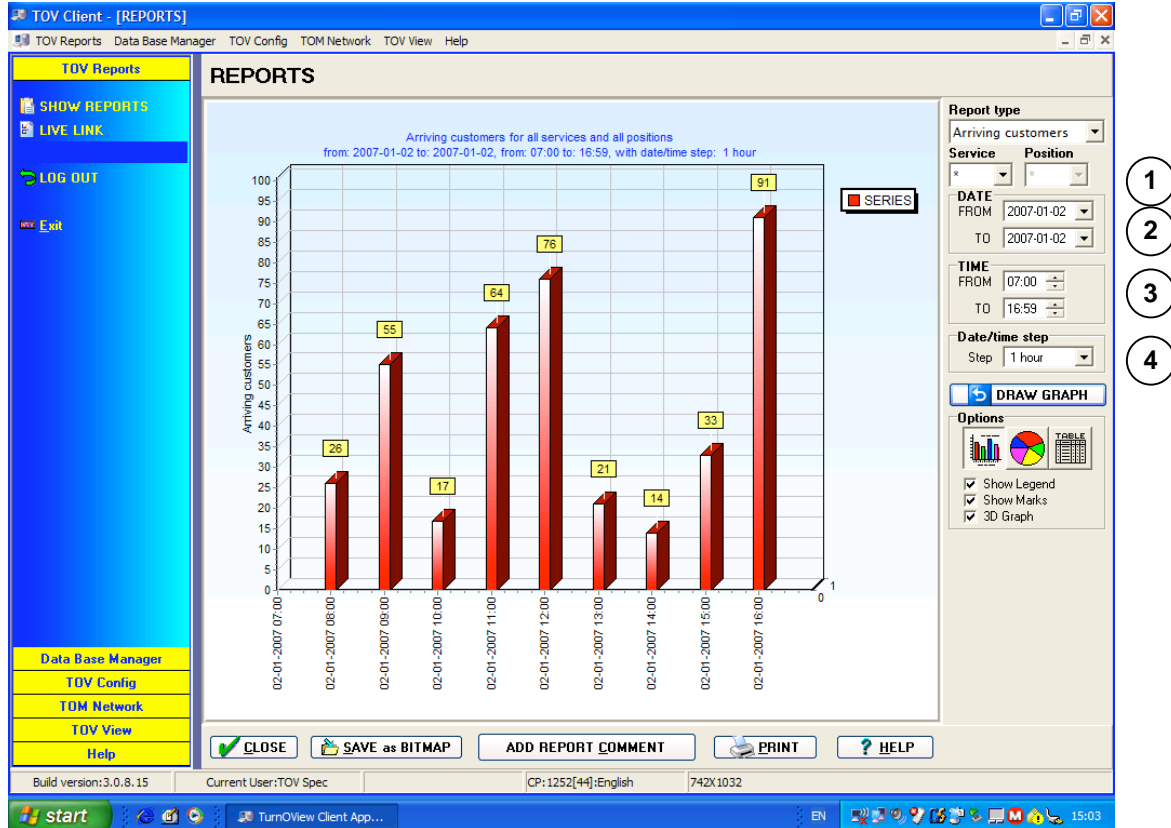 TOV Client - [REPORTS]
TOV Reports Data Base Manager TOV Config TOM Network TOV View Help
TOV Reports
SHOW REPORTS
LIVE LINK
LOG OUT
Exit
Data Base Manager
TOV Config
TOM Network
TOV View
Help
REPORTS
Arriving customers for all services and all positions
from: 2007-01-02 to: 2007-01-02, from: 07:00 to: 16:59, with date/time step: 1 hour
Arriving customers
100
95
90
85
80
75
70
65
60
55
50
45
40
35
30
25
20
15
10
5
0
26
55
17
64
76
21
14
33
91
02-01-2007 07:00
02-01-2007 08:00
02-01-2007 09:00
02-01-2007 10:00
02-01-2007 11:00
02-01-2007 12:00
02-01-2007 13:00
02-01-2007 14:00
02-01-2007 15:00
02-01-2007 16:00
1
0
SERIES
Report type
Arriving customers
Service Position
* *
DATE
FROM 2007-01-02
TO 2007-01-02
TIME
FROM 07:00
TO 16:59
Date/time step
Step 1 hour
DRAW GRAPH
Options
TABLE
Show Legend
Show Marks
3D Graph
1
2
3
4
CLOSE SAVE as BITMAP ADD REPORT COMMENT PRINT ? HELP
Build version:3.0.8.15 Current User:TOV Spec CP:1252[44]:English 742X1032
start TurnOView Client App... EN 15:03